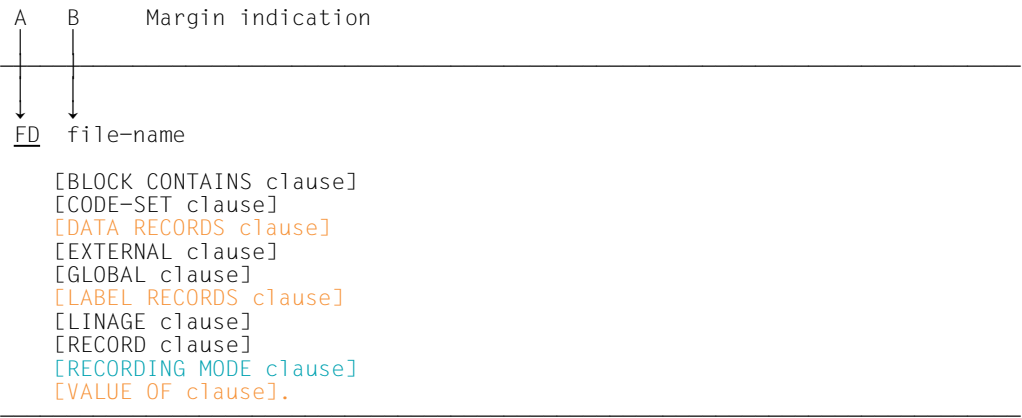 A B Margin indication
FD file-name
[BLOCK CONTAINS clause]
[CODE-SET clause]
[DATA RECORDS clause]
[EXTERNAL clause]
[GLOBAL clause]
[LABEL RECORDS clause]
[LINAGE clause]
[RECORD clause]
[RECORDING MODE clause]
[VALUE OF clause].